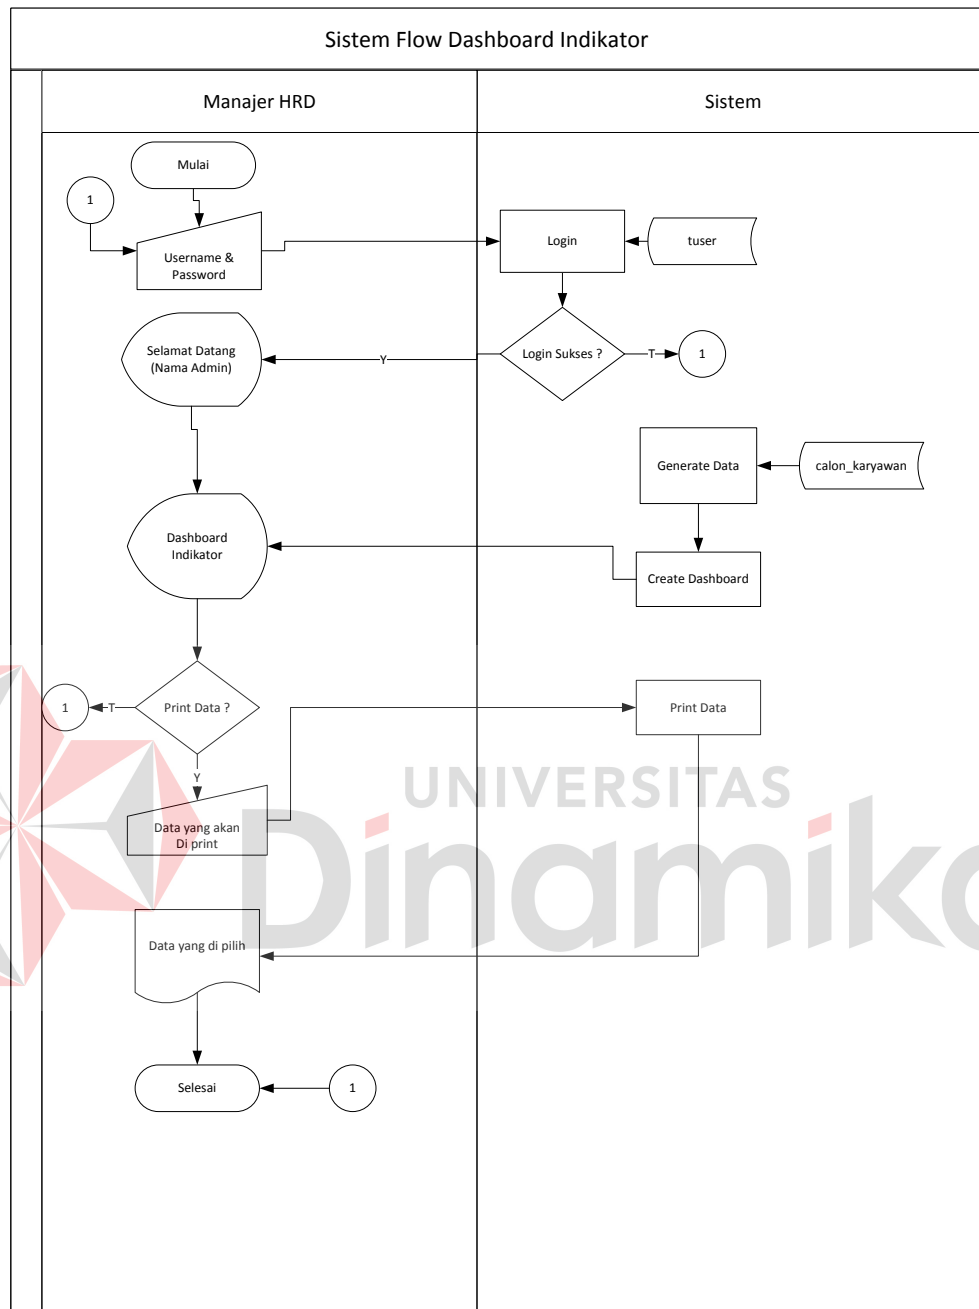 Sistem Flow Dashboard Indikator
Manajer HRD
Sistem
Mulai
1
Username &
Password
Login
tuser
Selamat Datang
(Nama Admin)
Y
Login Sukses ?
T
1
Generate Data
calon_karyawan
Dashboard
Indikator
Create Dashboard
1
T
Print Data ?
Print Data
Y
Data yang akan
Di print
UNIVERSITAS
Dinamika
Data yang di pilih
Selesai
1